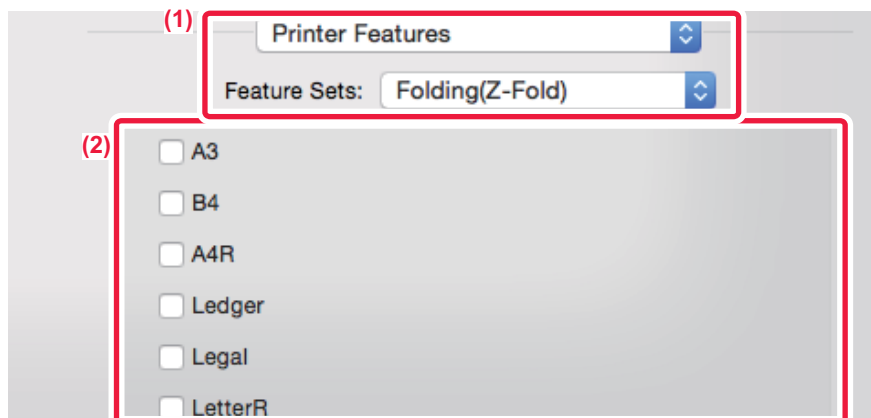 (1)
Printer Features
Feature Sets: Folding(Z-Fold)
(2)
A3
B4
A4R
Ledger
Legal
LetterR